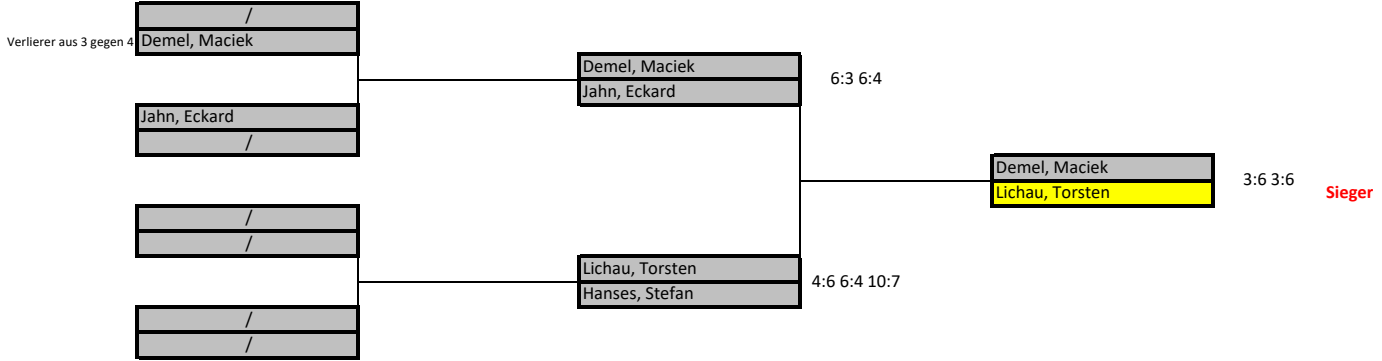 /
Verlierer aus 3 gegen 4
Demel, Maciek
Jahn, Eckard
/
/
/
/
/
Demel, Maciek
Jahn, Eckard
6:3 6:4
Lichau, Torsten
Hanses, Stefan
4:6 6:4 10:7
Demel, Maciek
Lichau, Torsten
3:6 3:6
Sieger